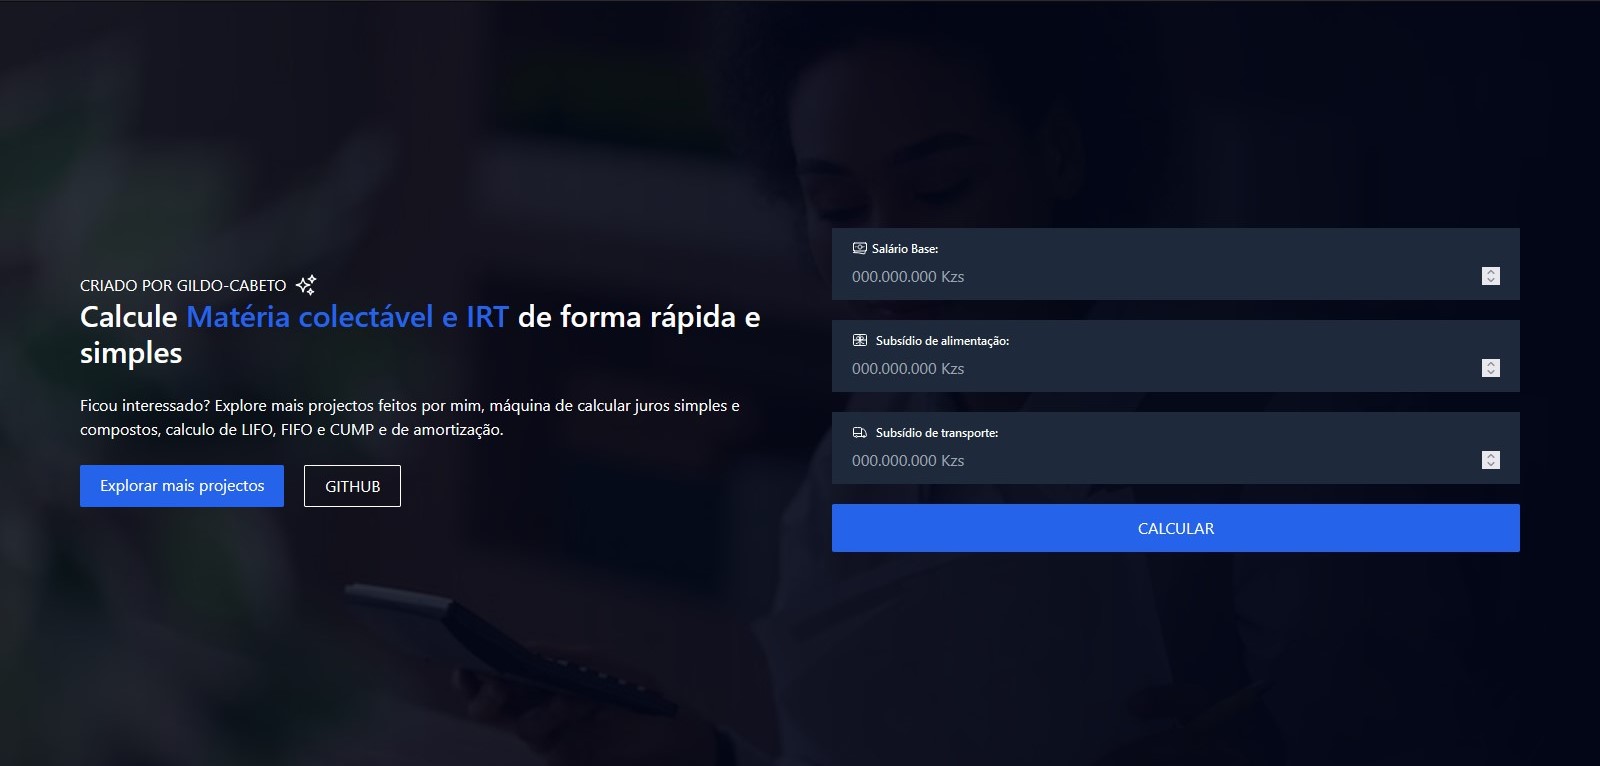 CRIADO POR GILDO-CABETO
Calcule Matéria colectável e IRT de forma rápida e
simples
Ficou interessado? Explore mais projectos feitos por mim, máquina de calcular juros simples e
compostos, calculo de LIFO, FIFO e CUMP e de amortização.
Explorar mais projectos
GITHUB
Salário Base:
000.000.000 Kzs
Subsídio de alimentação:
000.000.000 Kzs
Subsídio de transporte:
000.000.000 Kzs
CALCULAR